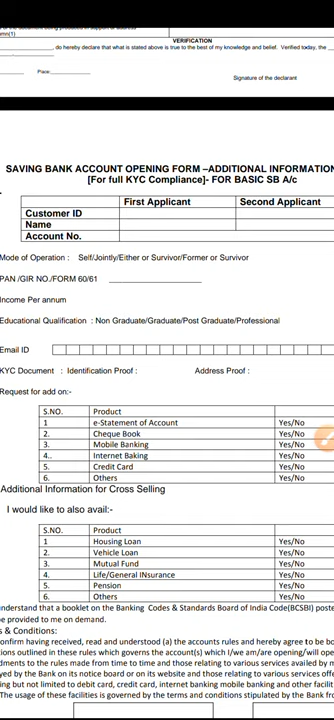 mn(1)
VERIFICATION
, do hereby declare that what is stated above is true to the best of my knowledge and belief. Verified today, the
Place:
Signature of the declarant
SAVING BANK ACCOUNT OPENING FORM –ADDITIONAL INFORMATION
[For full KYC Compliance]- FOR BASIC SB A/c
First Applicant Second Applicant
Customer ID
Name
Account No.
Mode of Operation : Self/Jointly/Either or Survivor/Former or Survivor
PAN /GIR NO./FORM 60/61
Income Per annum
Educational Qualification : Non Graduate/Graduate/Post Graduate/Professional
Email ID
KYC Document : Identification Proof : Address Proof :
Request for add on:-
S.NO. Product
1 e-Statement of Account Yes/No
2. Cheque Book Yes/No
3. Mobile Banking Yes/No
4.. Internet Baking Yes/No
5. Credit Card Yes/No
6. Others Yes/No
Additional Information for Cross Selling
I would like to also avail:-
S.NO. Product
1 Housing Loan Yes/No
2. Vehicle Loan Yes/No
3. Mutual Fund Yes/No
4. Life/General INsurance Yes/No
5. Pension Yes/No
6. Others Yes/No
understand that a booklet on the Banking Codes & Standards Board of India Code(BCSBI) poste
be provided to me on demand.
s & Conditions:
onfirm having received, read and understood (a) the accounts rules and hereby agree to be bo
tions outlined in these rules which governs the account(s) which I/we am/are opening/will ope
dments to the rules made from time to time and those relating to various services availed by m
yed by the Bank on its notice board or on its website and those relating to various services offe
ing but not limited to debit card, credit card, internet banking mobile banking and other facilit
The usage of these facilities is governed by the terms and conditions stipulated by the Bank fro